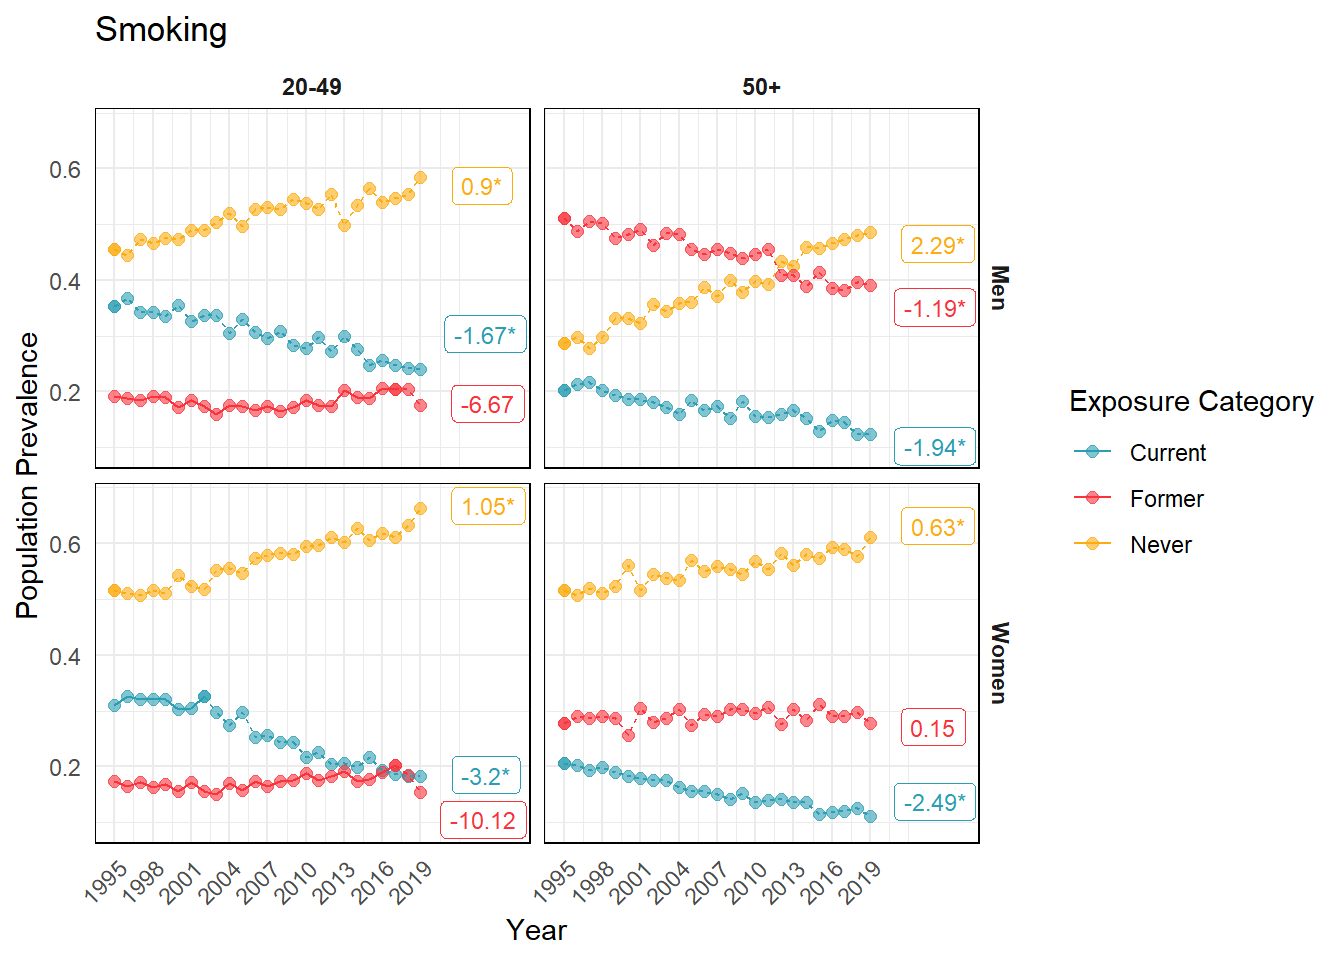 Smoking
20-49
50+
0.6
0.4
0.2
0.9*
-1.67*
-6.67
2.29*
-1.19*
-1.94*
Men
0.6
0.4
0.2
1.05*
-3.2*
-10.12
0.63*
0.15
-2.49*
Women
Population Prevalence
1995 1998 2001 2004 2007 2010 2013 2016 2019
1995 1998 2001 2004 2007 2010 2013 2016 2019
Year
Exposure Category
Current
Former
Never